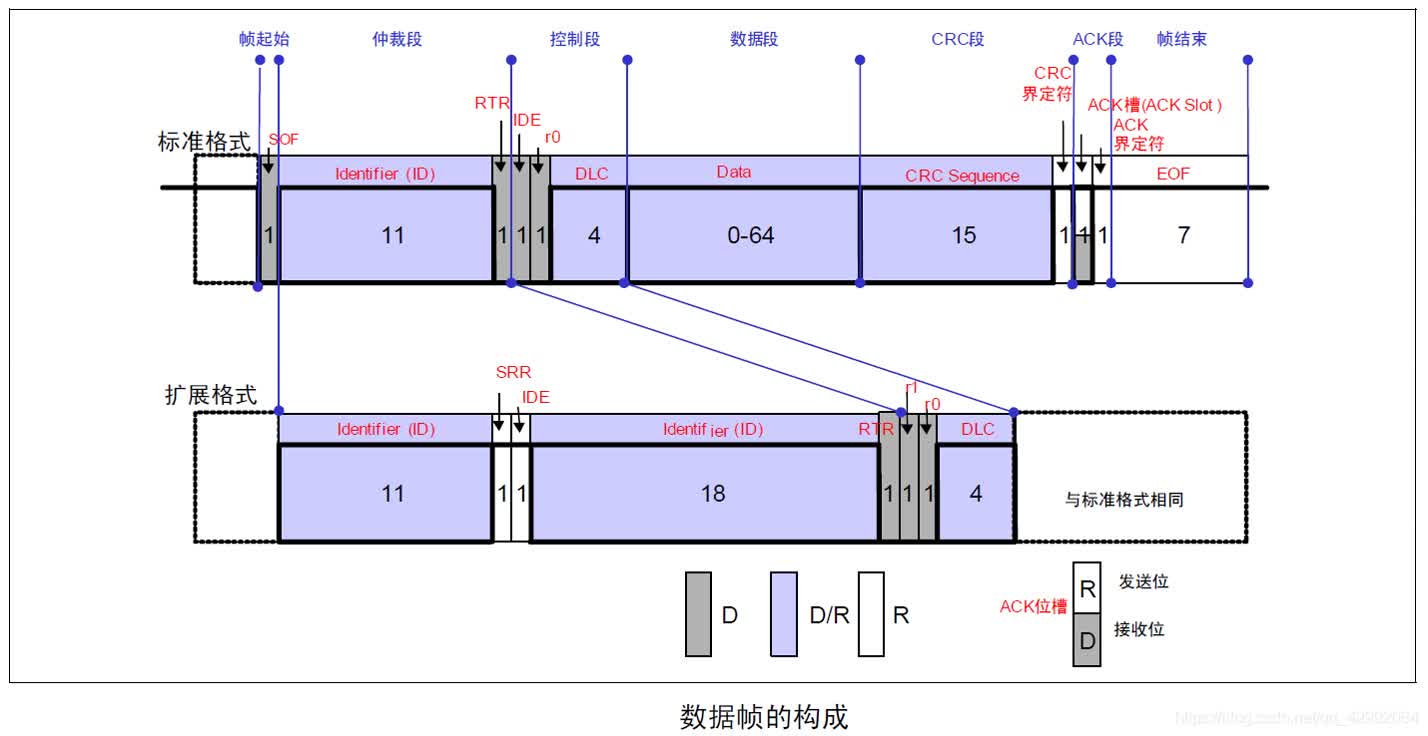 帧起始 仲裁段 控制段 数据段 CRC段 ACK段 帧结束
CRC
界定符
RTR
IDE
r0
ACK槽(ACK Slot)
ACK
界定符
标准格式
SOF
Identifier (ID)
DLC
Data
CRC Sequence
EOF
1 11 1 1 1 4 0-64 15 1 1 1 7
SRR
IDE
r1
r0
扩展格式
Identifier (ID)
Identifier (ID)
RTR
DLC
11 1 1 18 1 1 1 4
与标准格式相同
D
D/R
R
ACK位槽
R 发送位
D 接收位
数据帧的构成